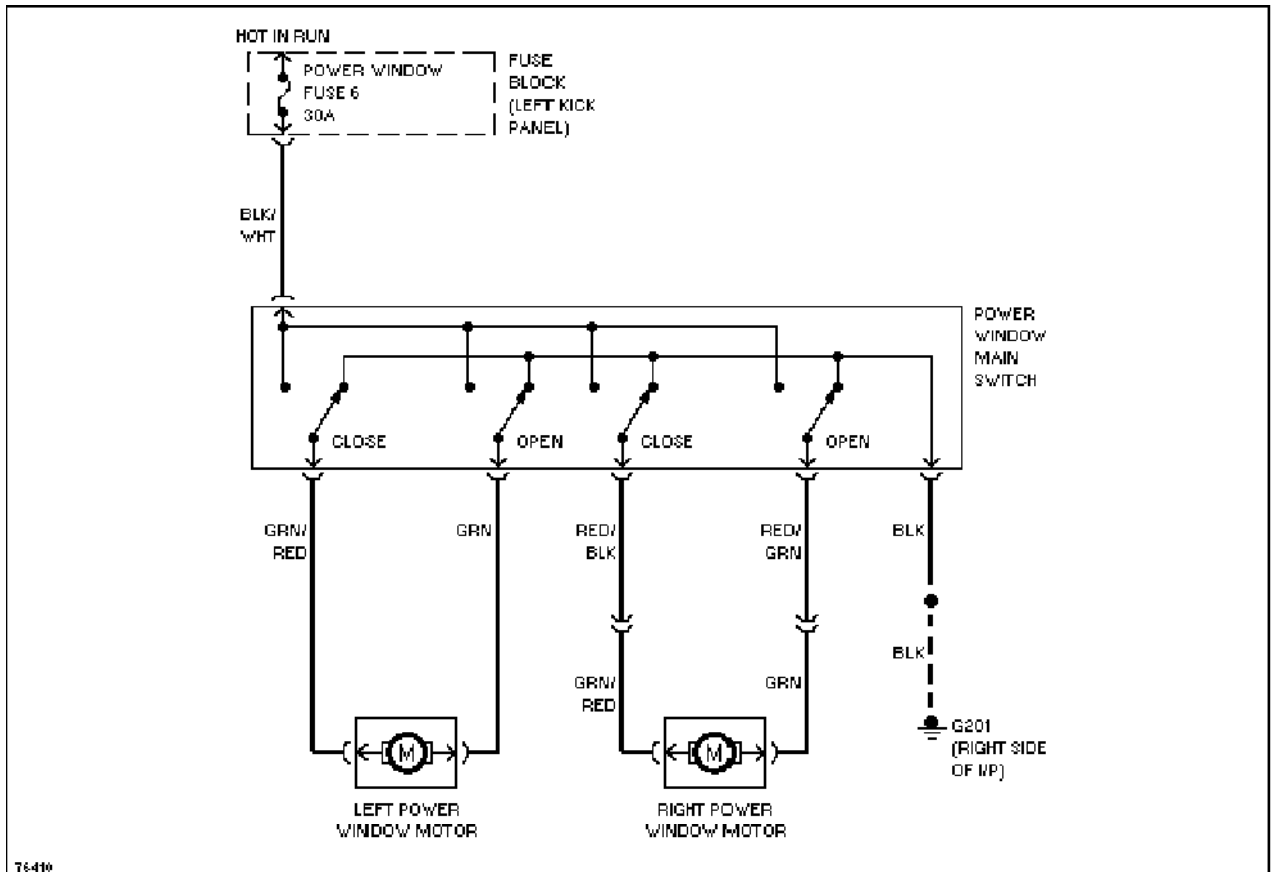 HOT IN RUN
POWER WINDOW
FUSE 6
30A
FUSE
BLOCK
(LEFT KICK
PANEL)
BLK/
WHT
POWER
WINDOW
MAIN
SWITCH
CLOSE
OPEN
CLOSE
OPEN
GRN/
RED
GRN
RED/
BLK
RED/
GRN
BLK
BLK
GRN/
RED
GRN
G201
(RIGHT SIDE
OF I/P)
M
M
LEFT POWER
WINDOW MOTOR
RIGHT POWER
WINDOW MOTOR
76410